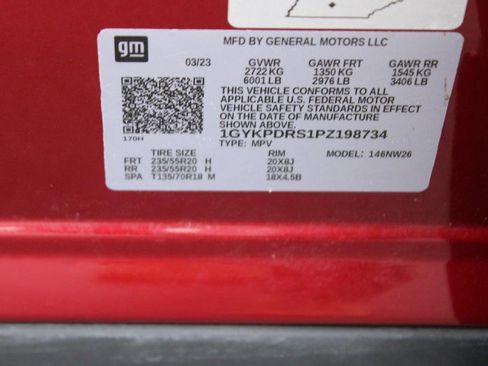 gm
MFD BY GENERAL MOTORS LLC
03/23 GVWR GAWR FRT GAWR RR
2722 KG 1350 KG 1545 KG
6001 LB 2976 LB 3406 LB
THIS VEHICLE CONFORMS TO ALL
APPLICABLE U.S. FEDERAL MOTOR
VEHICLE SAFETY STANDARDS IN EFFECT
ON THE DATE OF MANUFACTURE
SHOWN ABOVE.
1GYKPDRS1PZ198734
170H TYPE: MPV
TIRE SIZE RIM MODEL: 146NW26
FRT 235/55R20 H 20X8J
RR 235/55R20 H 20X8J
SPA T135/70R18 M 18X4.5B